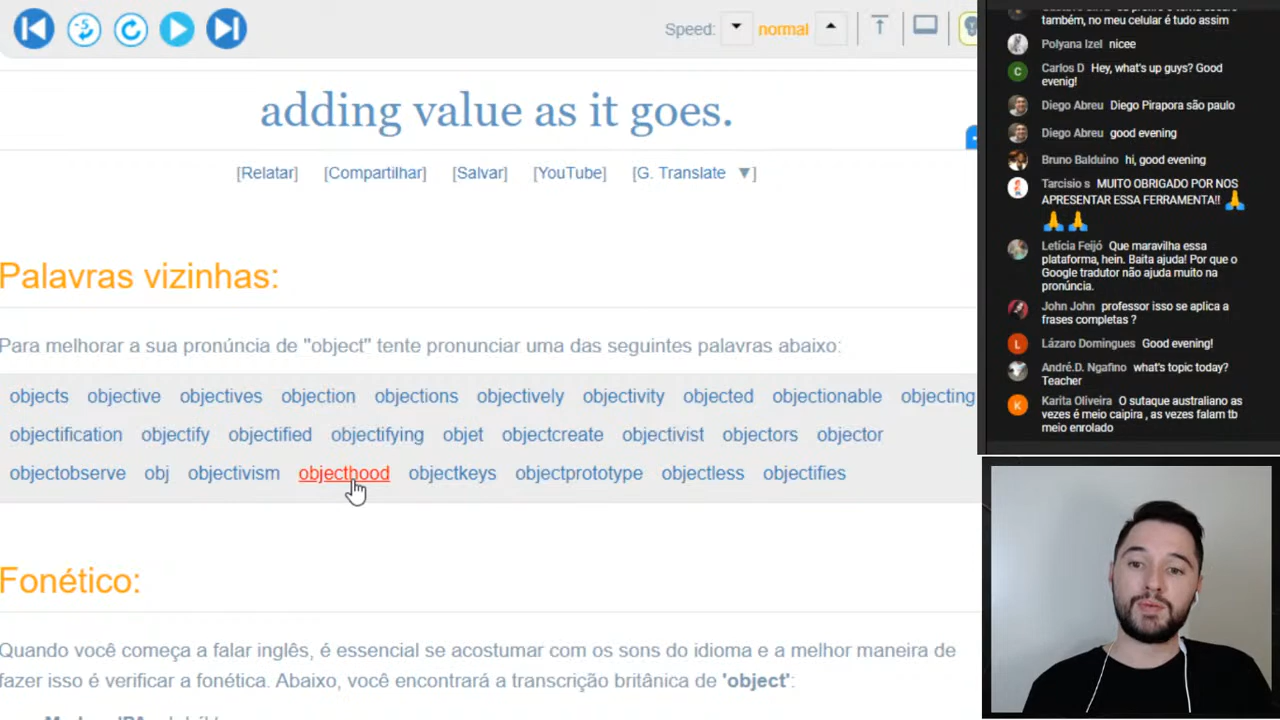 Speed: normal
adding value as it goes.
[Relatar] [Compartilhar] [Salvar] [YouTube] [G. Translate ▼]
Palavras vizinhas:
Para melhorar a sua pronúncia de "object" tente pronunciar uma das seguintes palavras abaixo:
objects objective objectives objection objections objectively objectivity objected objectionable objecting
objectification objectify objectified objectifying objet objectcreate objectivist objectors objector
objectobserve obj objectivism objecthood objectkeys objectprototype objectless objectifies
Fonético:
Quando você começa a falar inglês, é essencial se acostumar com os sons do idioma e a melhor maneira de
fazer isso é verificar a fonética. Abaixo, você encontrará a transcrição britânica de 'object':
também, no meu celular é tudo assim
Polyana Izel nicee
C Carlos D Hey, what's up guys? Good
evenig!
Diego Abreu Diego Pirapora são paulo
Diego Abreu good evening
Bruno Balduino hi, good evening
Tarcisio s MUITO OBRIGADO POR NOS
APRESENTAR ESSA FERRAMENTA!! 🙏
🙏 🙏
Letícia Feijó Que maravilha essa
plataforma, hein. Baita ajuda! Por que o
Google tradutor não ajuda muito na
pronúncia.
John John professor isso se aplica a
frases completas ?
L Lázaro Domingues Good evening!
André.D. Ngafino what's topic today?
Teacher
K Karita Oliveira O sutaque australiano as
vezes é meio caipira , as vezes falam tb
meio enrolado